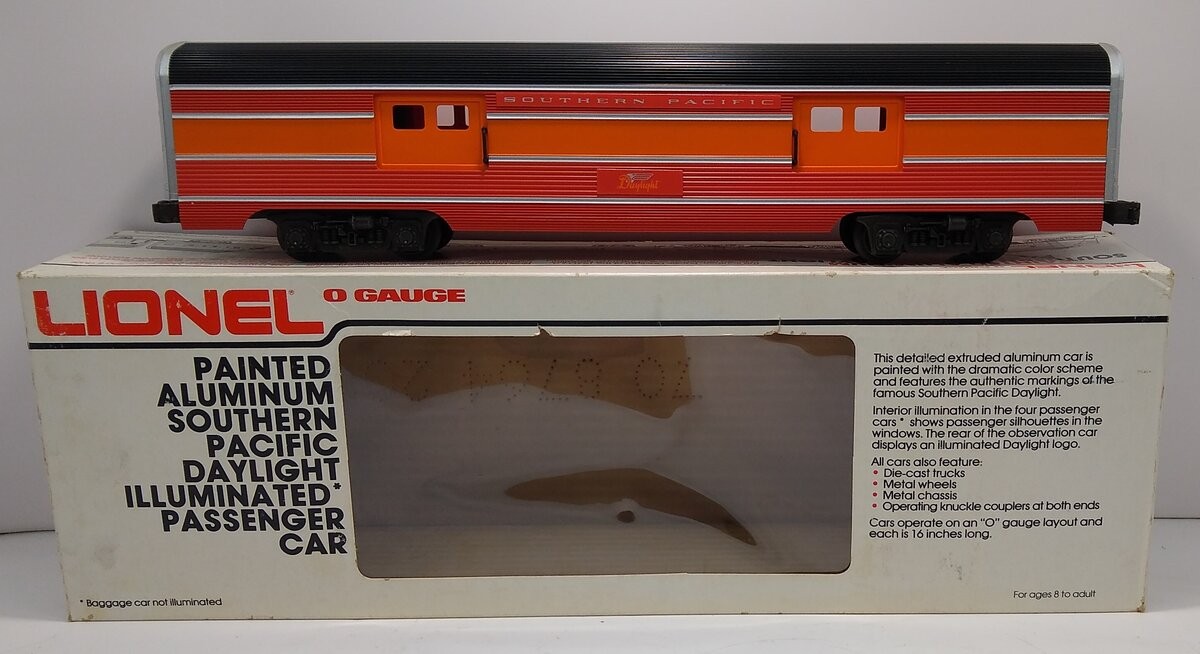 SOUTHERN PACIFIC
Daylight
LIONEL
O GAUGE
PAINTED
ALUMINUM
SOUTHERN
PACIFIC
DAYLIGHT
ILLUMINATED*
PASSENGER
CAR
* Baggage car not illuminated
This detailed extruded aluminum car is
painted with the dramatic color scheme
and features the authentic markings of the
famous Southern Pacific Daylight.
Interior illumination in the four passenger
cars * shows passenger silhouettes in the
windows. The rear of the observation car
displays an illuminated Daylight logo.
All cars also feature:
• Die-cast trucks
• Metal wheels
• Metal chassis
• Operating knuckle couplers at both ends
Cars operate on an "O" gauge layout and
each is 16 inches long.
For ages 8 to adult